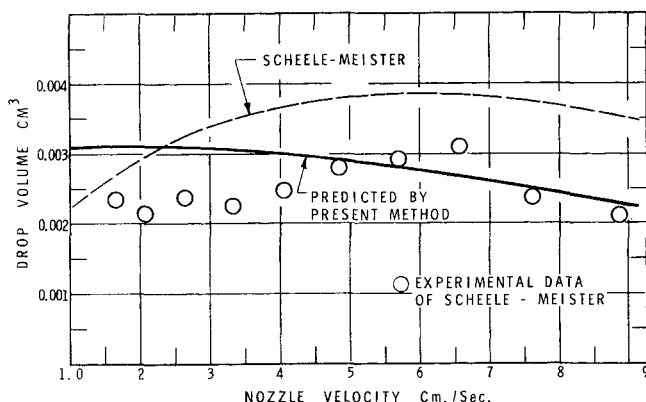 DROP VOLUME CM3
0.004
0.003
0.002
0.001
SCHEELE-MEISTER
PREDICTED BY
PRESENT METHOD
EXPERIMENTAL DATA
OF SCHEELE - MEISTER
1.0 2 3 4 5 6 7 8 9
NOZZLE VELOCITY Cm./Sec.